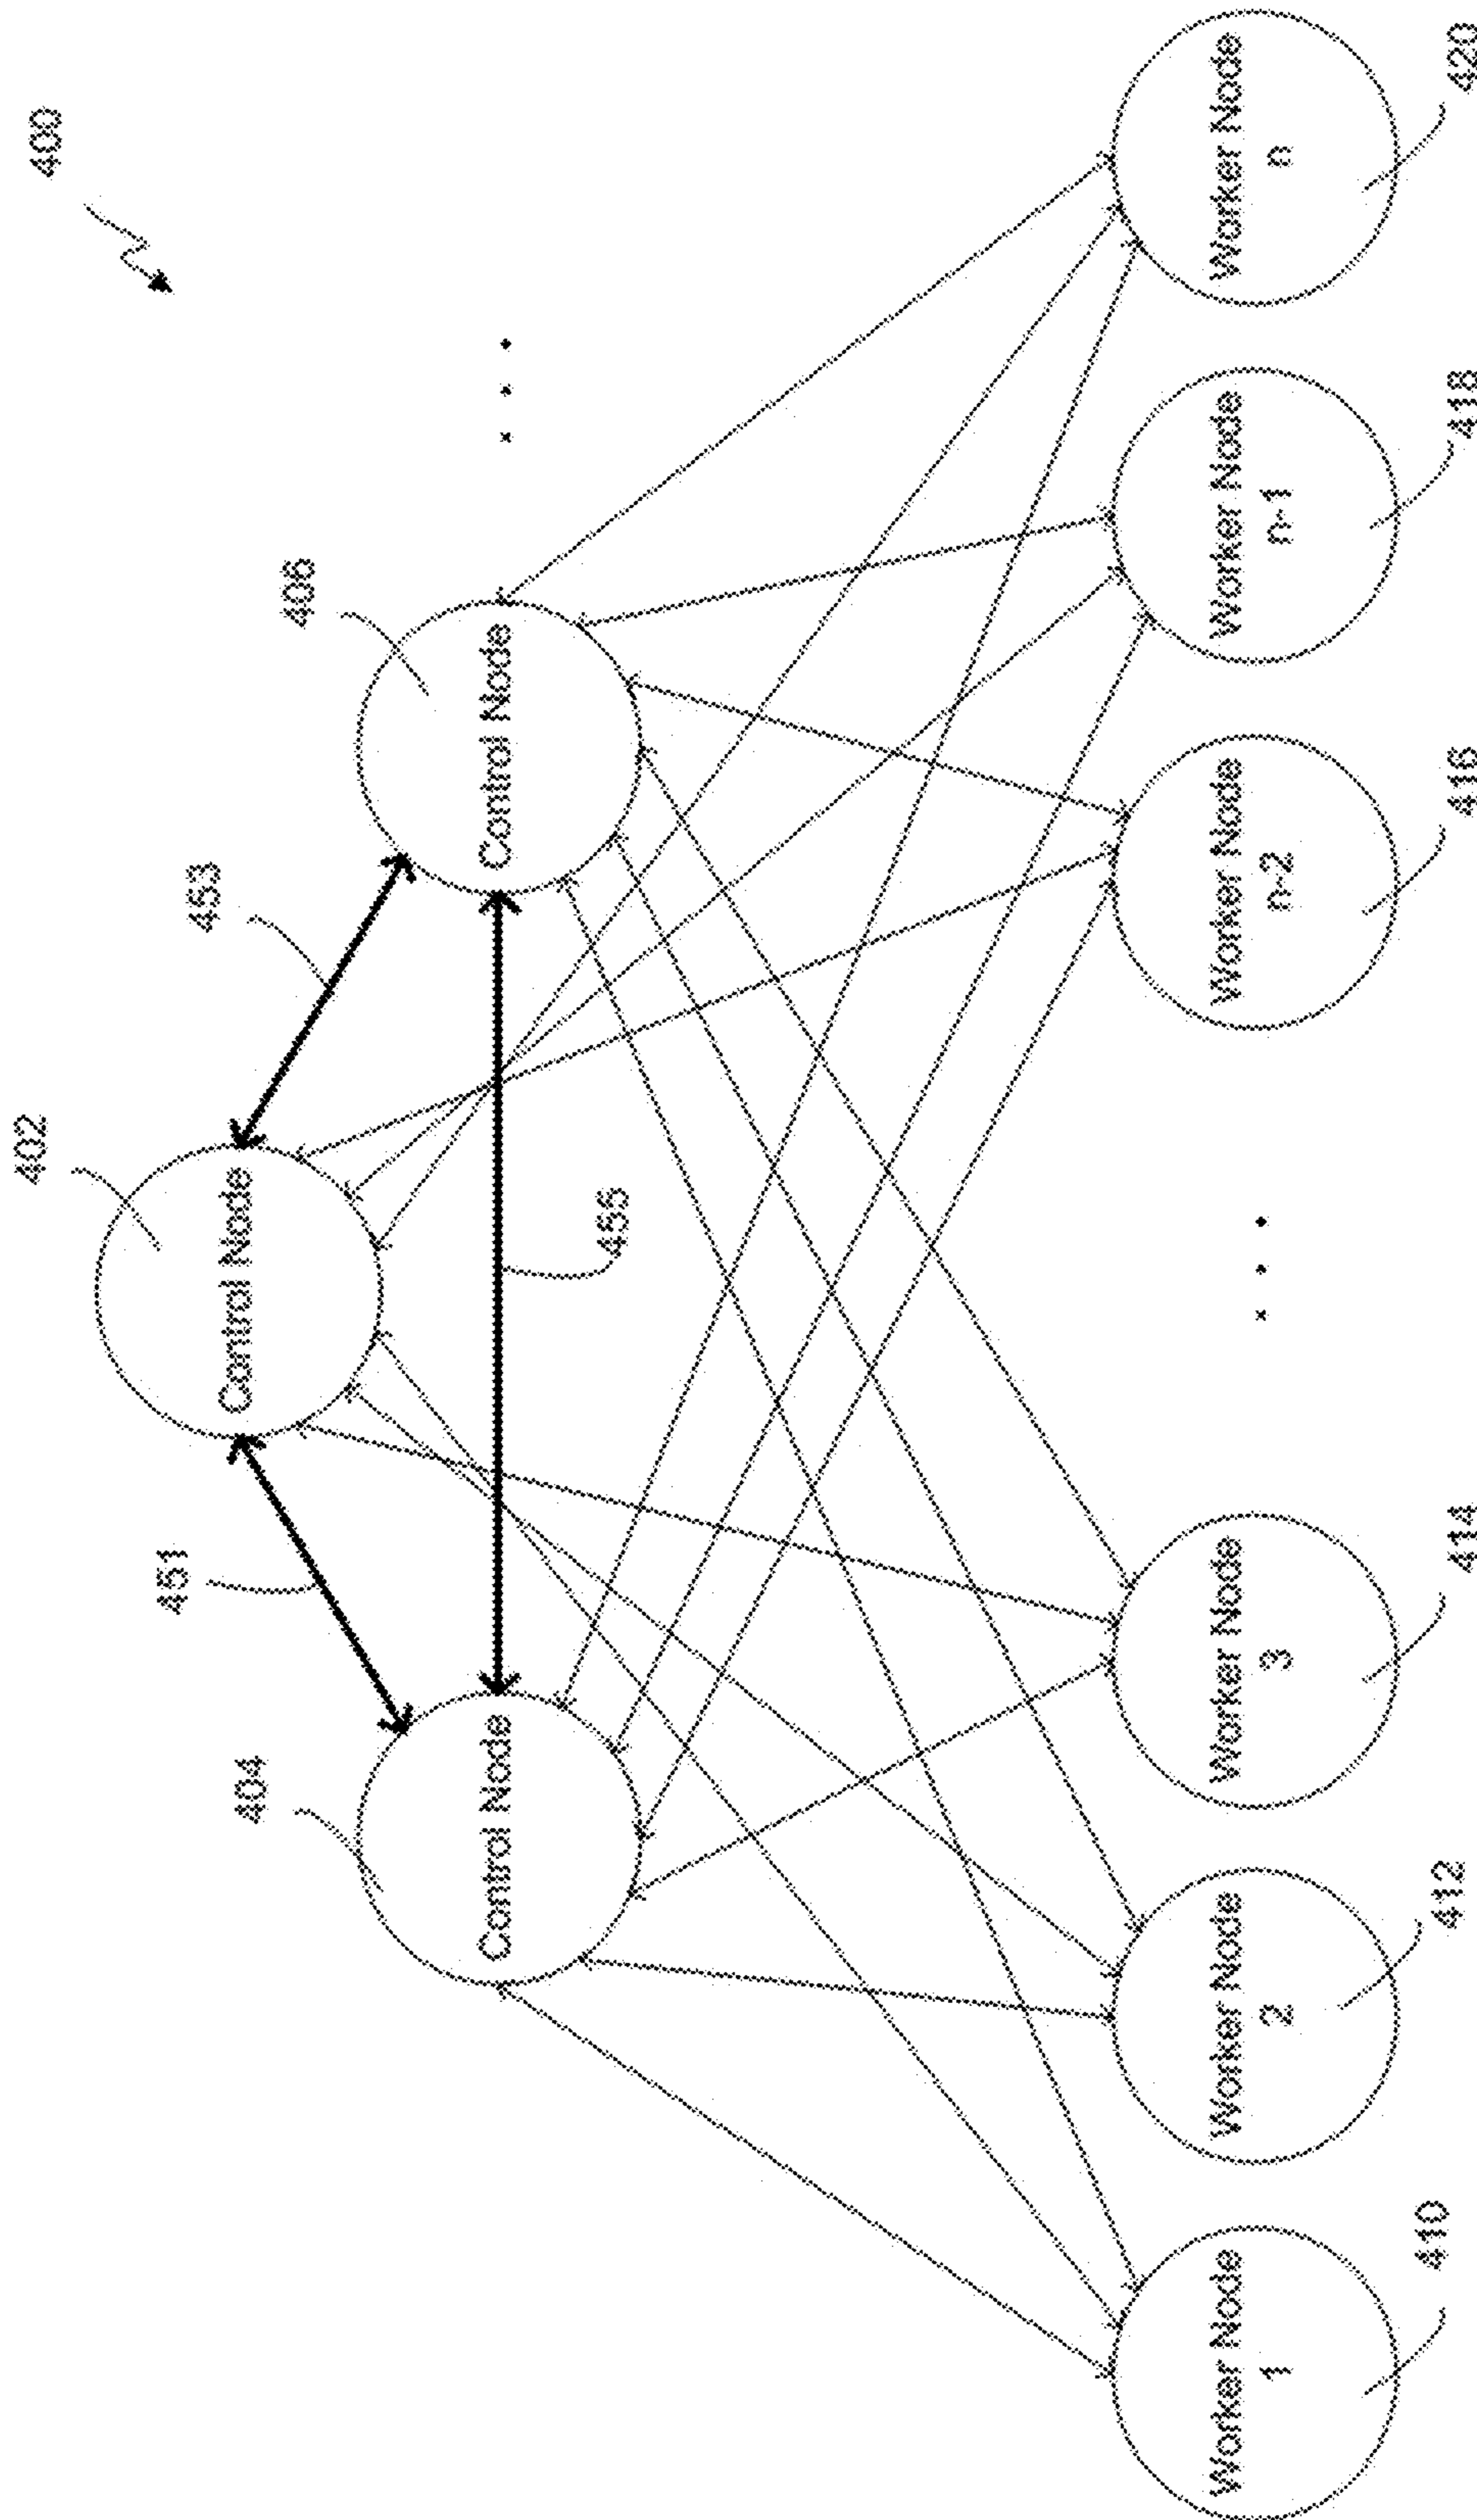 400
402
451
453
404
406
Control Node
Control Node
Control Node
455
. . .
. . .
Worker Node
1
Worker Node
2
Worker Node
3
Worker Node
n-2
Worker Node
n-1
Worker Node
n
410
412
414
416
418
420